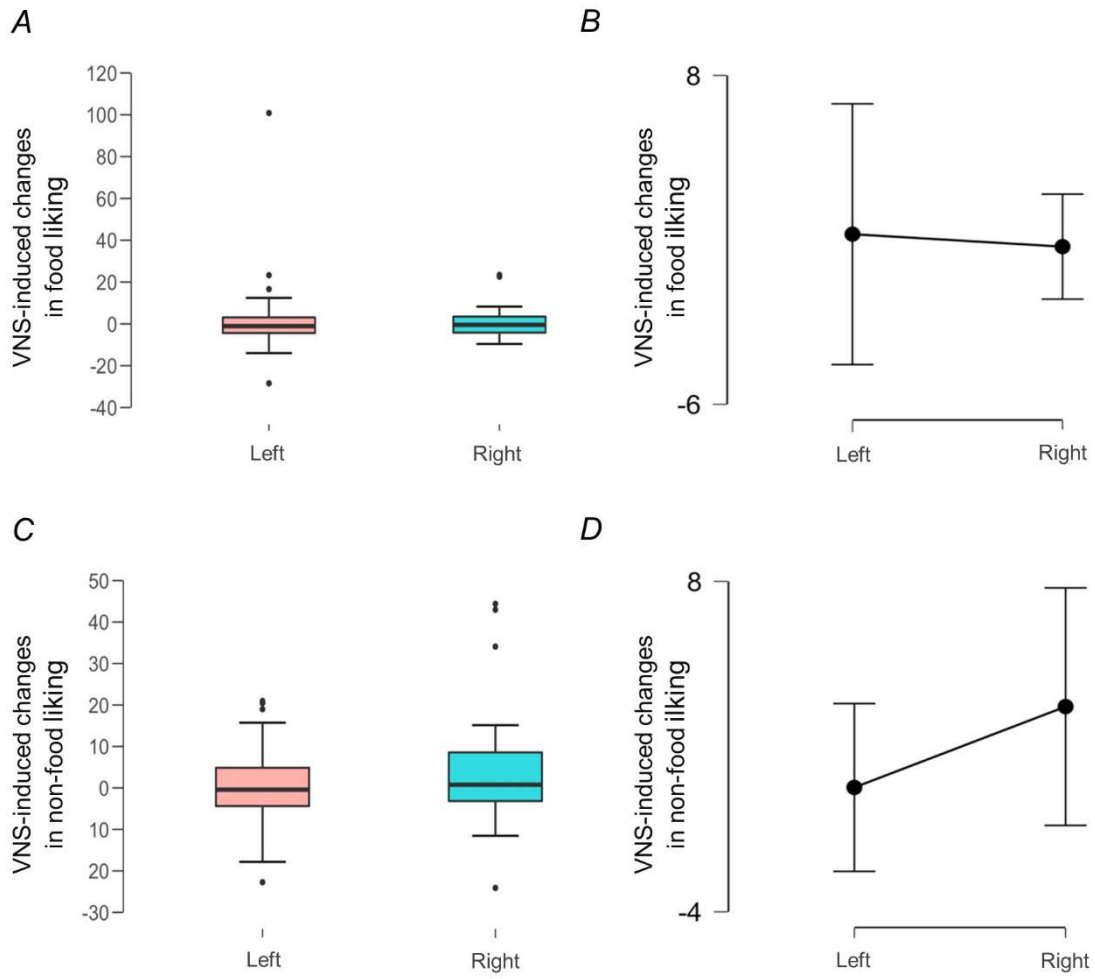 A
B
VNS-induced changes
in food liking
120
100
80
60
40
20
0
-20
-40
Left
Right
VNS-induced changes
in food ilking
8
-6
Left
Right
C
D
VNS-induced changes
in non-food liking
50
40
30
20
10
0
10
20
-30
Left
Right
VNS-induced changes
in non-food ilking
8
-4
Left
Right